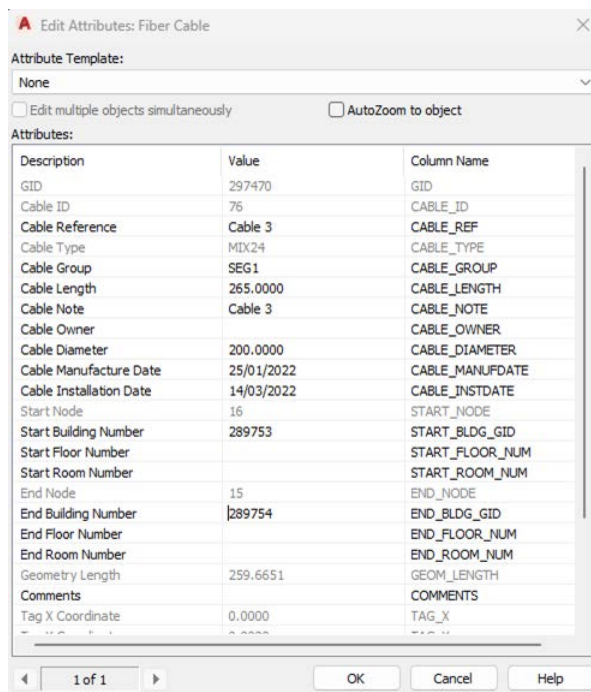 Edit Attributes: Fiber Cable
Attribute Template:
None
Edit multiple objects simultaneously AutoZoom to object
Attributes:
Description Value Column Name
GID 297470 GID
Cable ID 76 CABLE_ID
Cable Reference Cable 3 CABLE_REF
Cable Type MIX24 CABLE_TYPE
Cable Group SEG1 CABLE_GROUP
Cable Length 265.0000 CABLE_LENGTH
Cable Note Cable 3 CABLE_NOTE
Cable Owner CABLE_OWNER
Cable Diameter 200.0000 CABLE_DIAMETER
Cable Manufacture Date 25/01/2022 CABLE_MANUFDATE
Cable Installation Date 14/03/2022 CABLE_INSTDATE
Start Node 16 START_NODE
Start Building Number 289753 START_BLDG_GID
Start Floor Number START_FLOOR_NUM
Start Room Number START_ROOM_NUM
End Node 15 END_NODE
End Building Number 289754 END_BLDG_GID
End Floor Number END_FLOOR_NUM
End Room Number END_ROOM_NUM
Geometry Length 259.6651 GEOM_LENGTH
Comments COMMENTS
Tag X Coordinate 0.0000 TAG_X
1 of 1 OK Cancel Help